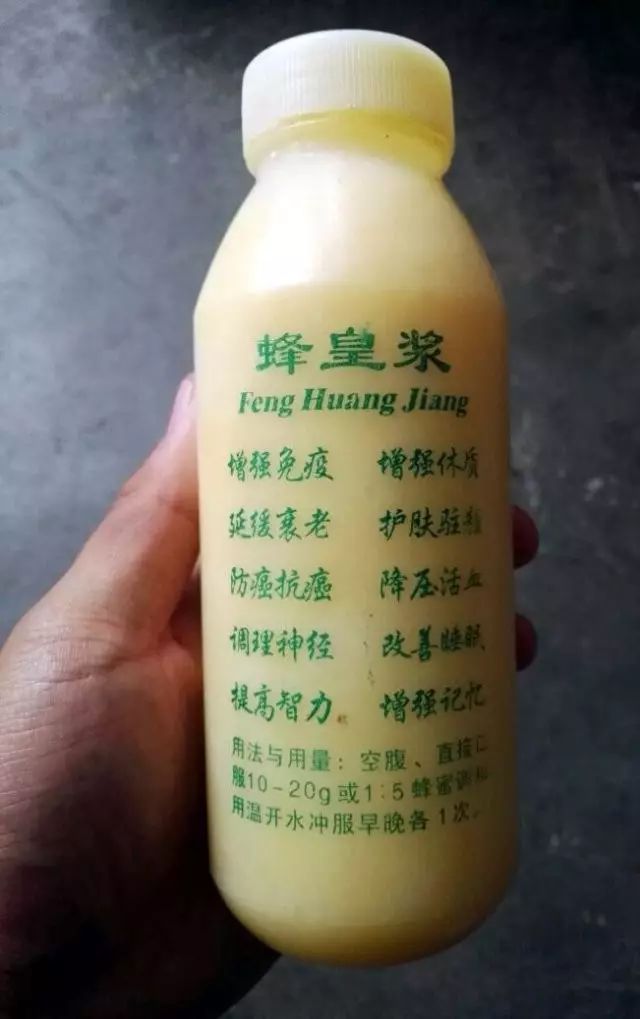 蜂皇浆
Feng Huang Jiang
增强免疫 增强体质
延缓衰老 护肤驻颜
防癌抗癌 降压活血
调理神经 改善睡眠
提高智力 增强记忆
用法与用量：空腹、直接口
服10-20g或1:5蜂蜜调和
用温开水冲服早晚各1次。